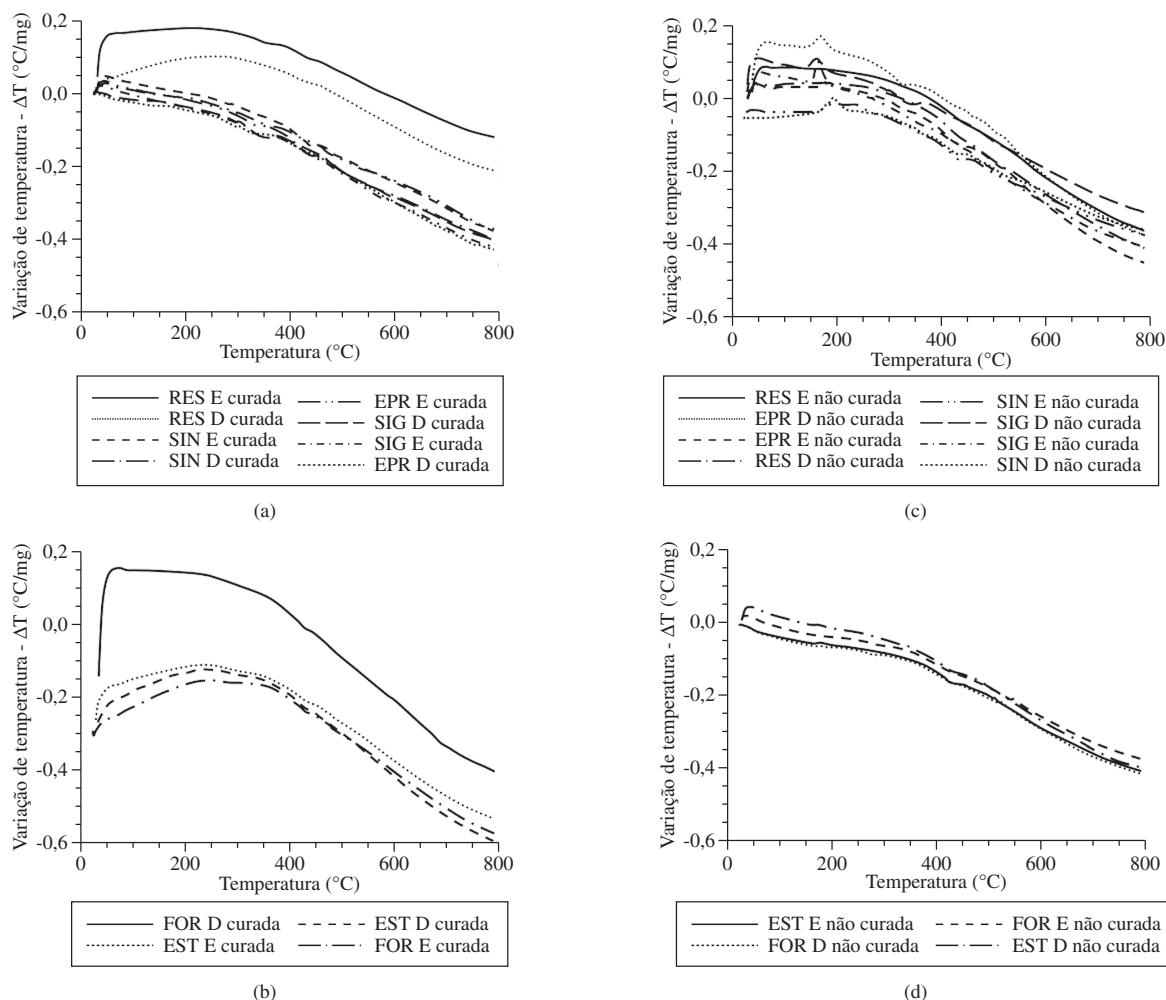 Variação de temperatura - ΔT (°C/mg)
0,2
0,0
-0,2
-0,4
-0,6
0 200 400 600 800
Temperatura (°C)
RES E curada
RES D curada
SIN E curada
SIN D curada
EPR E curada
SIG D curada
SIG E curada
EPR D curada
(a)
Variação de temperatura - ΔT (°C/mg)
0,2
0,0
-0,2
-0,4
-0,6
0 200 400 600 800
Temperatura (°C)
RES E não curada
EPR D não curada
EPR E não curada
RES D não curada
SIN E não curada
SIG D não curada
SIG E não curada
SIN D não curada
(c)
Variação de temperatura - ΔT (°C/mg)
0,2
0,0
-0,2
-0,4
-0,6
0 200 400 600 800
Temperatura (°C)
FOR D curada
EST E curada
EST D curada
FOR E curada
(b)
Variação de temperatura - ΔT (°C/mg)
0,2
0,0
-0,2
-0,4
-0,6
0 200 400 600 800
Temperatura (°C)
EST E não curada
FOR D não curada
FOR E não curada
EST D não curada
(d)